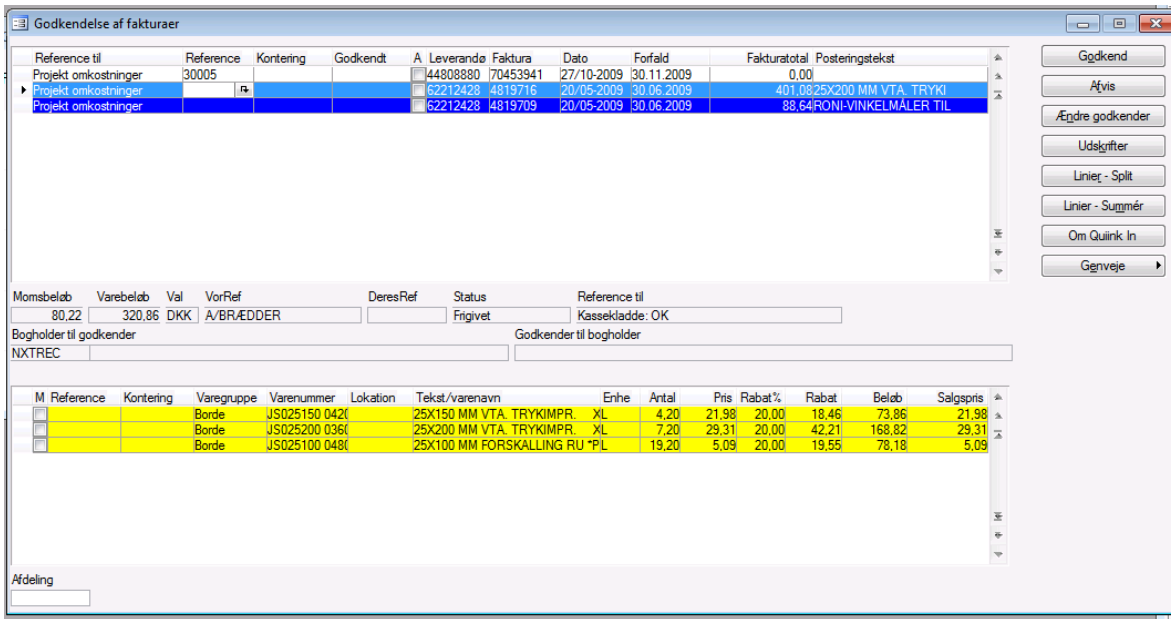 Godkendelse af fakturaer
Reference til Reference Kontering Godkendt A Leverandø Faktura Dato Forfald Fakturatotal Posteringstekst
Projekt omkostninger 30005 44808880 70453941 27/10-2009 30.11.2009 0,00
Projekt omkostninger 62212428 4819716 20/05-2009 30.06.2009 401,08 25X200 MM VTA. TRYKI
Projekt omkostninger 62212428 4819709 20/05-2009 30.06.2009 88,64 RONI-VINKELMÅLER TIL
Godkend
Afvis
Ændre godkender
Udskrifter
Linier - Split
Linier - Summér
Om Quiink In
Genveje
Momsbeløb Varebeløb Val VorRef DeresRef Status Reference til
80,22 320,86 DKK A/BRÆDDER Frigivet Kassekladde: OK
Bogholder til godkender Godkender til bogholder
NXTREC
M Reference Kontering Varegruppe Varenummer Lokation Tekst/varenavn Enhe Antal Pris Rabat% Rabat Beløb Salgspris
Borde JS025150 0420 25X150 MM VTA. TRYKIMPR. XL 4,20 21,98 20,00 18,46 73,86 21,98
Borde JS025200 0360 25X200 MM VTA. TRYKIMPR. XL 7,20 29,31 20,00 42,21 168,82 29,31
Borde JS025100 0480 25X100 MM FORSKALLING RU *PL 19,20 5,09 20,00 19,55 78,18 5,09
Afdeling